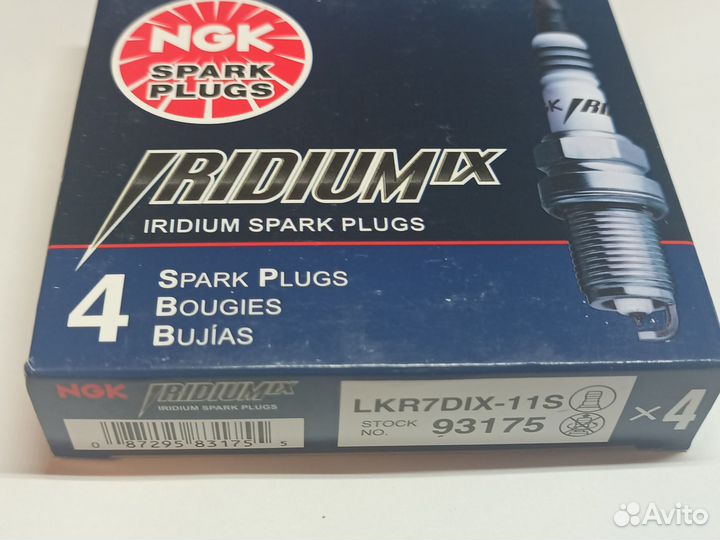 NGK
SPARK
PLUGS
K IRI
IRIDIUM IX
IRIDIUM SPARK PLUGS
4
SPARK PLUGS
BOUGIES
BUJÍAS
NGK IRIDIUM IX
IRIDIUM SPARK PLUGS
0 87295 83175 5
LKR7DIX-11S
STOCK NO. 93175
×4
Avito